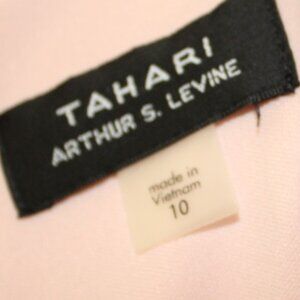 TAHARI
ARTHUR S. LEVINE
made in
Vietnam
10